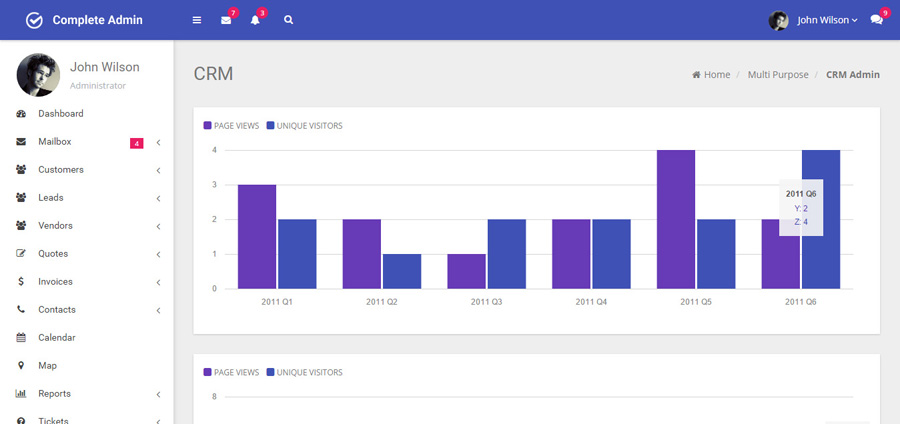 Complete Admin
7
3
John Wilson
9
John Wilson
Administrator
Dashboard
Mailbox 4
Customers
Leads
Vendors
Quotes
Invoices
Contacts
Calendar
Map
Reports
Tickets
CRM
Home / Multi Purpose / CRM Admin
PAGE VIEWS UNIQUE VISITORS
4
3
2
1
0
2011 Q6
Y: 2
Z: 4
2011 Q1 2011 Q2 2011 Q3 2011 Q4 2011 Q5 2011 Q6
PAGE VIEWS UNIQUE VISITORS
8